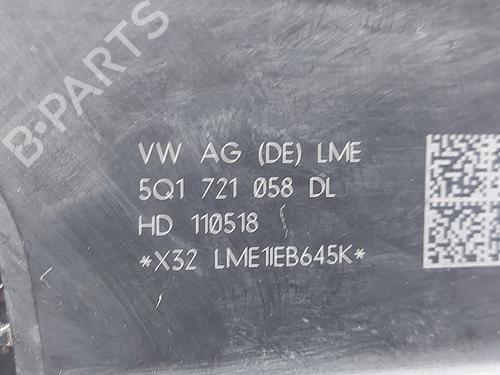 B-PARTS
VW AG (DE) LME
5Q1 721 058 DL
HD 110518
*X32 LME1IEB645K*